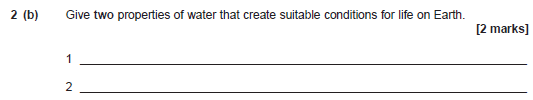 2 (b) Give two properties of water that create suitable conditions for life on Earth.
[2 marks]
1
2